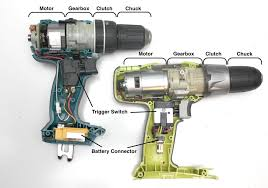 Motor Gearbox Clutch Chuck
Motor Gearbox Clutch Chuck
Trigger Switch
Battery Connector